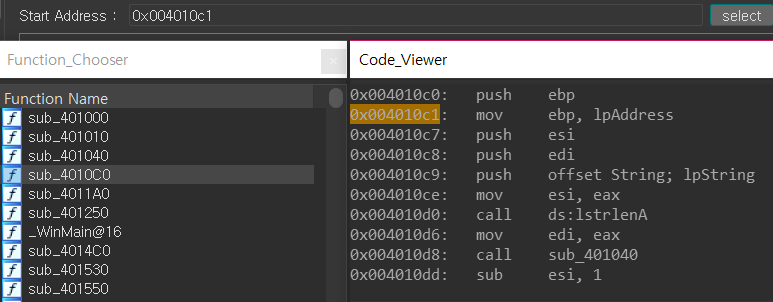 Start Address : 0x004010c1 select
Function_Chooser x
Function Name
sub_401000
sub_401010
sub_401040
sub_4010C0
sub_4011A0
sub_401250
_WinMain@16
sub_4014C0
sub_401530
sub_401550
Code_Viewer
0x004010c0: push ebp
0x004010c1: mov ebp, lpAddress
0x004010c7: push esi
0x004010c8: push edi
0x004010c9: push offset String; lpString
0x004010ce: mov esi, eax
0x004010d0: call ds:lstrlenA
0x004010d6: mov edi, eax
0x004010d8: call sub_401040
0x004010dd: sub esi, 1